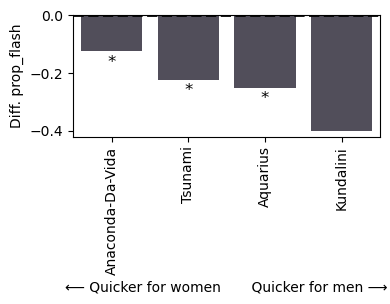 0.0
−0.2
−0.4
Diff. prop_flash
*
*
*
Anaconda-Da-Vida
Tsunami
Aquarius
Kundalini
⟵ Quicker for women
Quicker for men ⟶